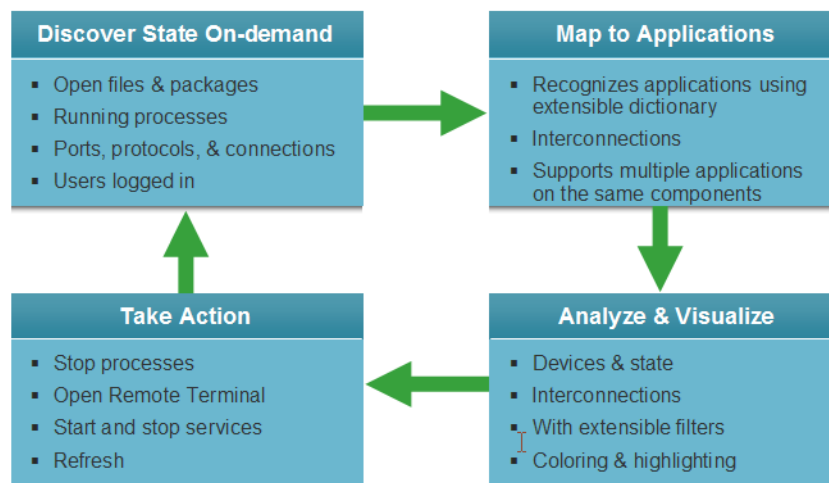 Discover State On-demand
▪ Open files & packages
▪ Running processes
▪ Ports, protocols, & connections
▪ Users logged in
Map to Applications
▪ Recognizes applications using
extensible dictionary
▪ Interconnections
▪ Supports multiple applications
on the same components
Take Action
▪ Stop processes
▪ Open Remote Terminal
▪ Start and stop services
▪ Refresh
Analyze & Visualize
▪ Devices & state
▪ Interconnections
▪ With extensible filters
▪ Coloring & highlighting